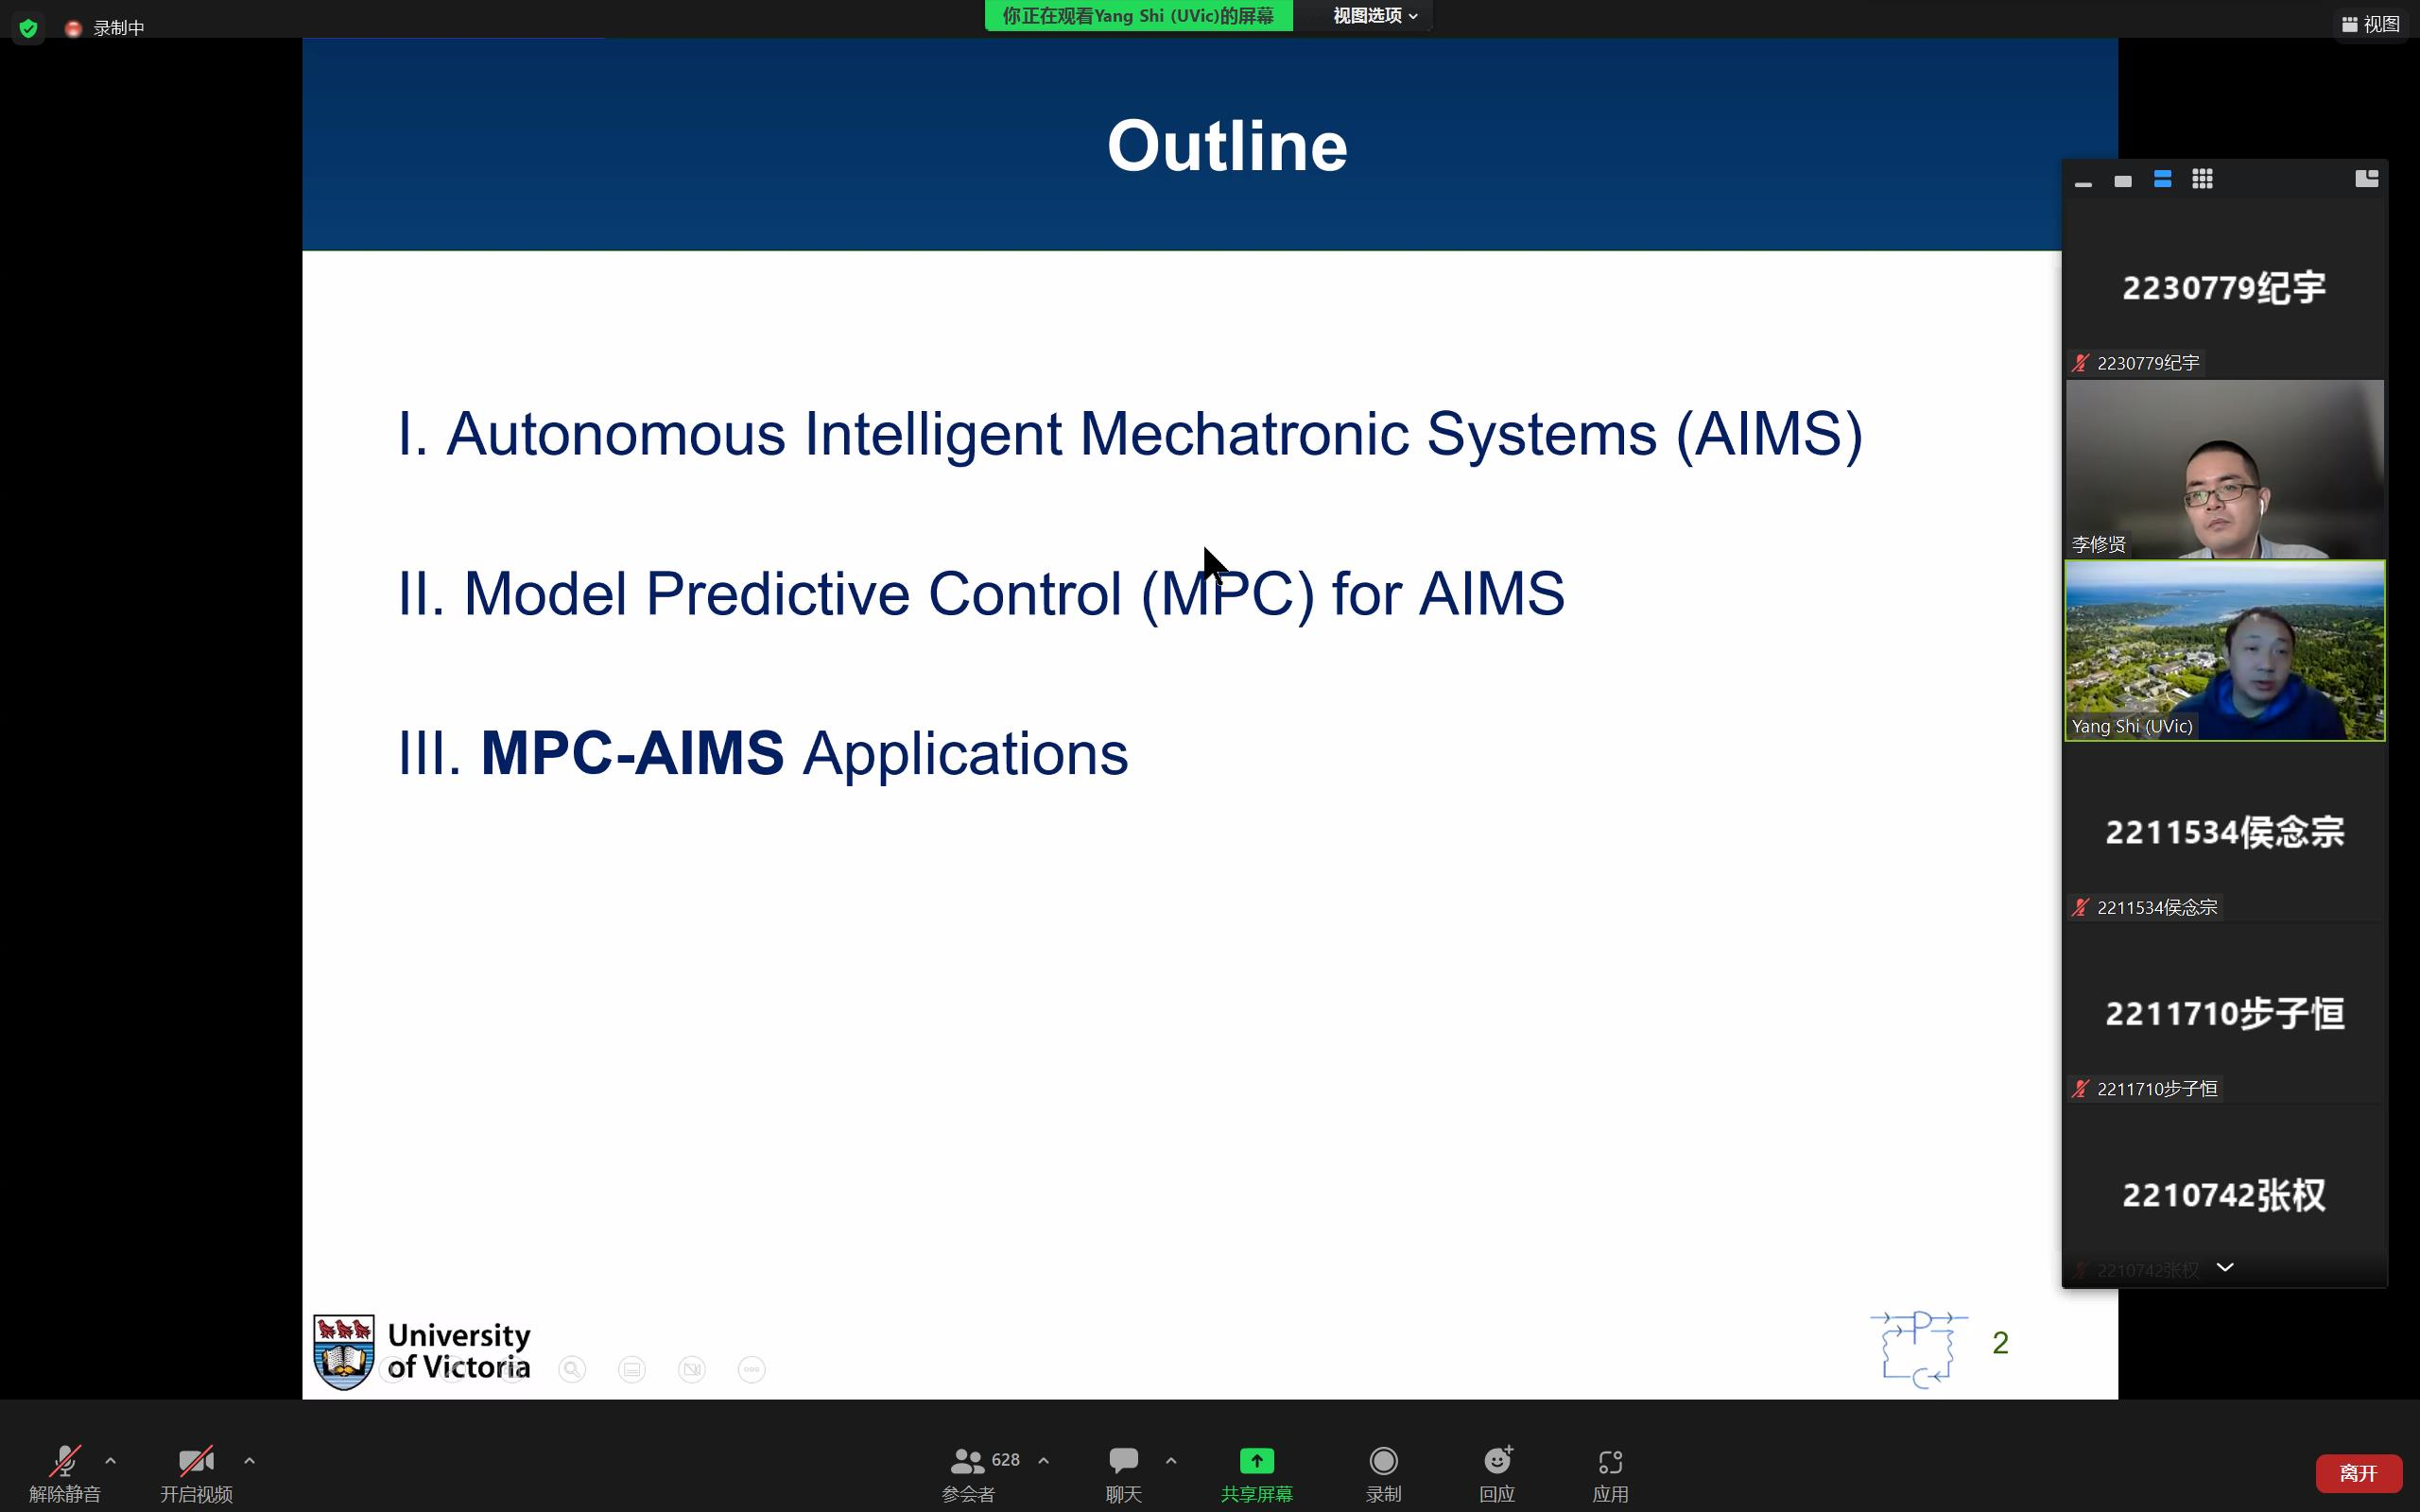 录制中
你正在观看Yang Shi (UVic)的屏幕
视图选项
视图
Outline
I. Autonomous Intelligent Mechatronic Systems (AIMS)
II. Model Predictive Control (MPC) for AIMS
III. MPC-AIMS Applications
University
of Victoria
2
2230779纪宇
2230779纪宇
李修贤
Yang Shi (UVic)
2211534侯念宗
2211534侯念宗
2211710步子恒
2211710步子恒
2210742张权
2210742张权
解除静音
开启视频
628
参会者
聊天
共享屏幕
录制
回应
应用
离开